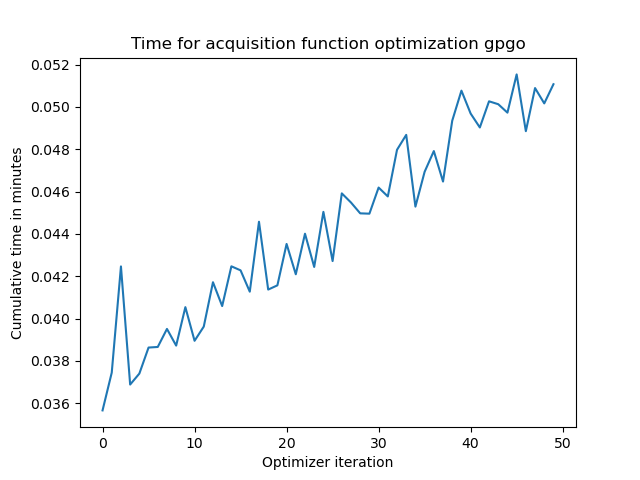 Time for acquisition function optimization gpgo
0.052
0.050
0.048
0.046
0.044
0.042
0.040
0.038
0.036
Cumulative time in minutes
0 10 20 30 40 50
Optimizer iteration